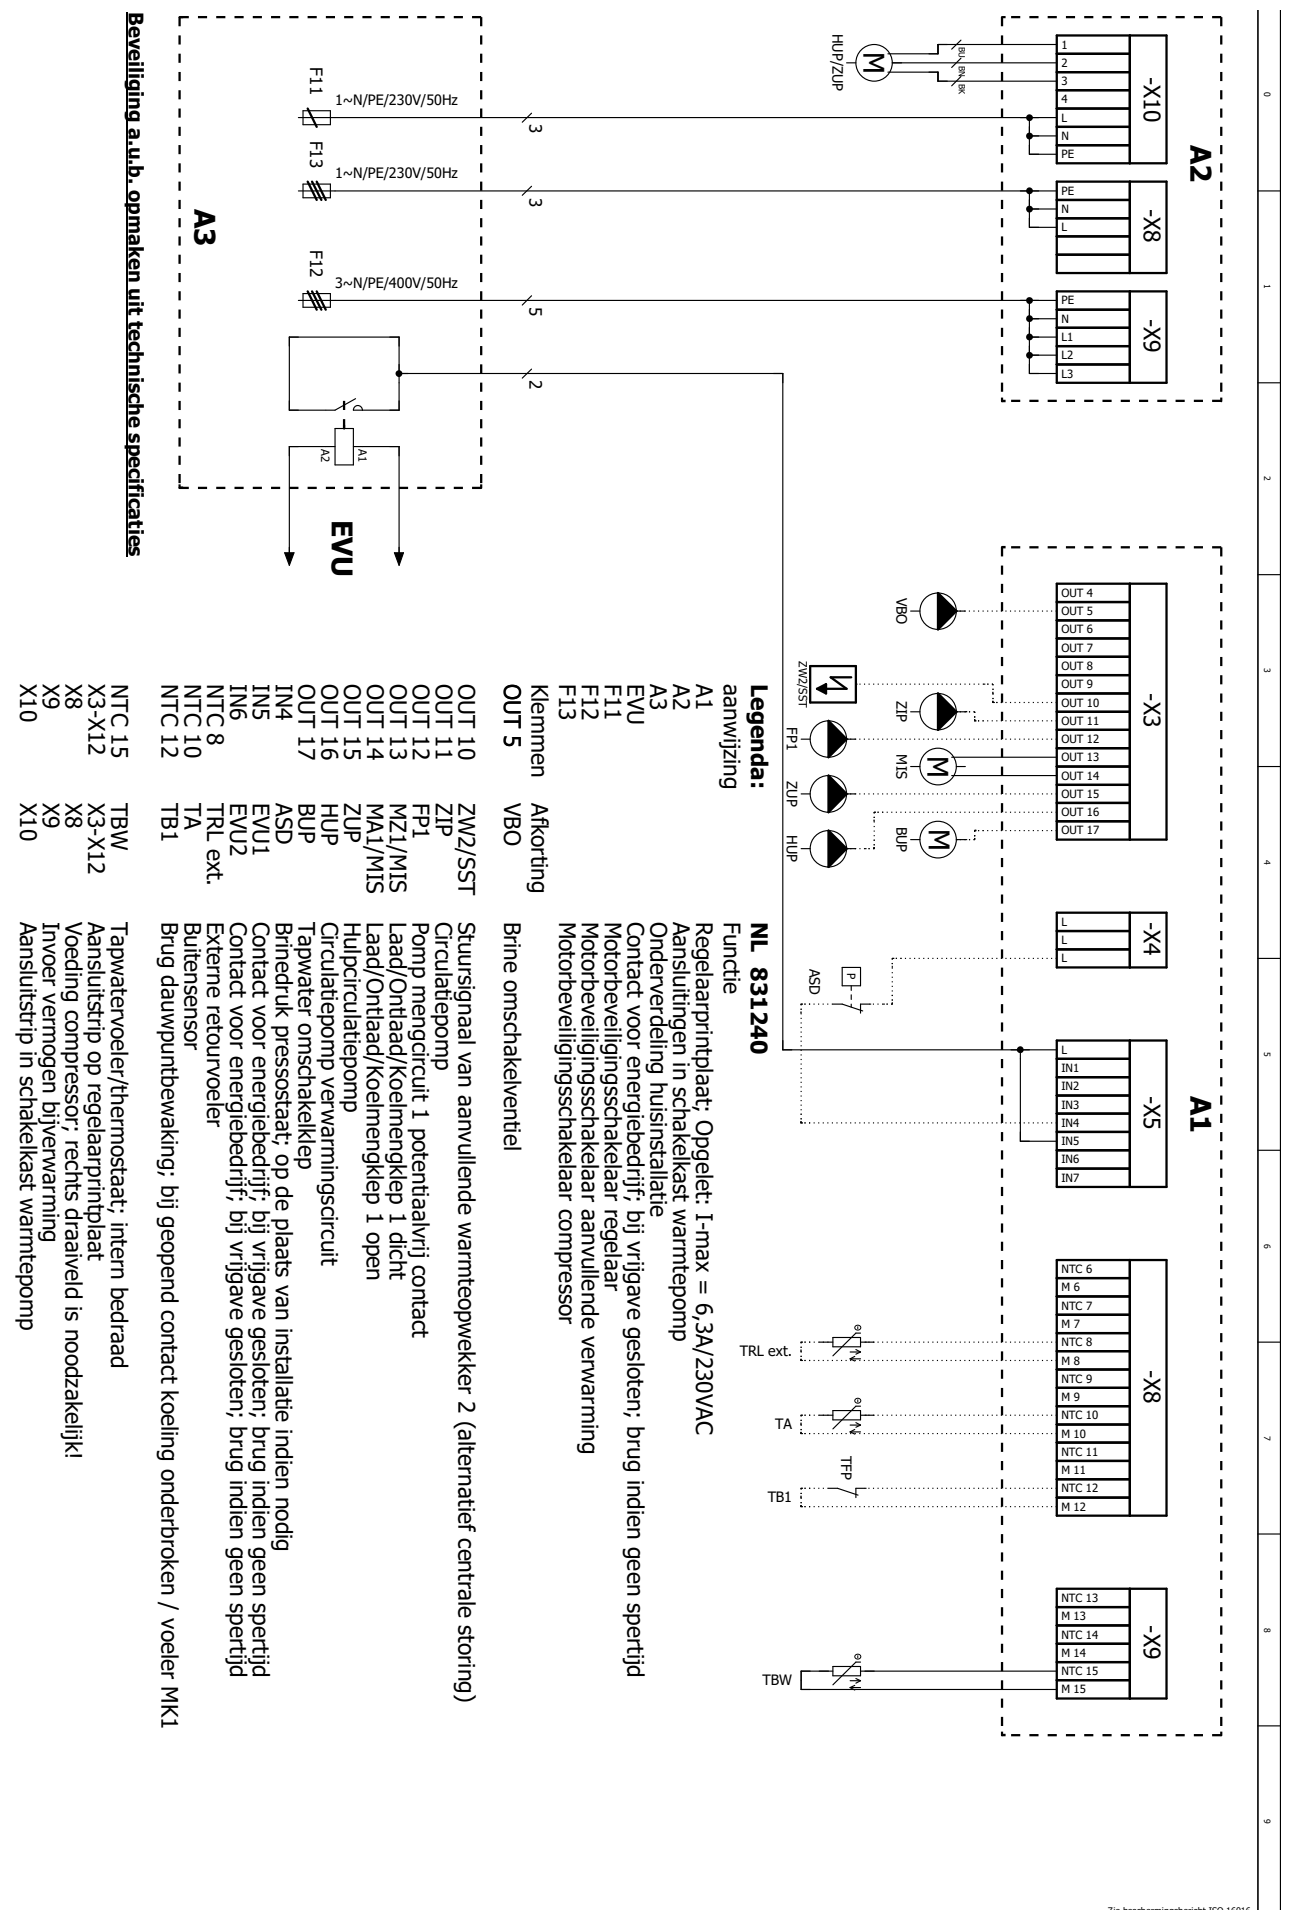 0 1 2 3 4 5 6 7 8 9
A2
-X10
1
2
3
4
L
N
PE
-X8
PE
N
L
-X9
PE
N
L1
L2
L3
BU
BN
BK
HUP/ZUP
M
3
3
5
2
F11
1~N/PE/230V/50Hz
F13
1~N/PE/230V/50Hz
F12
3~N/PE/400V/50Hz
A3
A1
A2
EVU
Beveiliging a.u.b. opmaken uit technische specificaties
A1
-X3
OUT 4
OUT 5
OUT 6
OUT 7
OUT 8
OUT 9
OUT 10
OUT 11
OUT 12
OUT 13
OUT 14
OUT 15
OUT 16
OUT 17
VBO
ZW2/SST
ZIP
FP1
MIS
M
ZUP
HUP
BUP
M
-X4
L
L
L
ASD
P
-X5
L
IN1
IN2
IN3
IN4
IN5
IN6
IN7
-X8
NTC 6
M 6
NTC 7
M 7
NTC 8
M 8
NTC 9
M 9
NTC 10
M 10
NTC 11
M 11
NTC 12
M 12
TRL ext.
TA
TFP
TB1
-X9
NTC 13
M 13
NTC 14
M 14
NTC 15
M 15
TBW
Legenda: NL 831240
aanwijzing Functie
A1 Regelaarprintplaat; Opgelet: I-max = 6,3A/230VAC
A2 Aansluitingen in schakelkast warmtepomp
A3 Onderverdeling huisinstallatie
EVU Contact voor energiebedrijf; bij vrijgave gesloten; brug indien geen spertijd
F11 Motorbeveiligingsschakelaar regelaar
F12 Motorbeveiligingsschakelaar aanvullende verwarming
F13 Motorbeveiligingsschakelaar compressor
Klemmen Afkorting
OUT 5 VBO Brine omschakelventiel
OUT 10 ZW2/SST Stuursignaal van aanvullende warmteopwekker 2 (alternatief centrale storing)
OUT 11 ZIP Circulatiepomp
OUT 12 FP1 Pomp mengcircuit 1 potentiaalvrij contact
OUT 13 MZ1/MIS Laad/Ontlaad/Koelmengklep 1 dicht
OUT 14 MA1/MIS Laad/Ontlaad/Koelmengklep 1 open
OUT 15 ZUP Hulpcirculatiepomp
OUT 16 HUP Circulatiepomp verwarmingscircuit
OUT 17 BUP Tapwater omschakelklep
IN4 ASD Brinedruk pressostaat; op de plaats van installatie indien nodig
IN5 EVU1 Contact voor energiebedrijf; bij vrijgave gesloten; brug indien geen spertijd
IN6 EVU2 Contact voor energiebedrijf; bij vrijgave gesloten; brug indien geen spertijd
NTC 8 TRL ext. Externe retourvoeler
NTC 10 TA Buitensensor
NTC 12 TB1 Brug dauwpuntbewaking; bij geopend contact koeling onderbroken / voeler MK1
NTC 15 TBW Tapwatervoeler/thermostaat; intern bedraad
X3-X12 X3-X12 Aansluitstrip op regelaarprintplaat
X8 X8 Voeding compressor; rechts draaiveld is noodzakelijk!
X9 X9 Invoer vermogen bijverwarming
X10 X10 Aansluitstrip in schakelkast warmtepomp